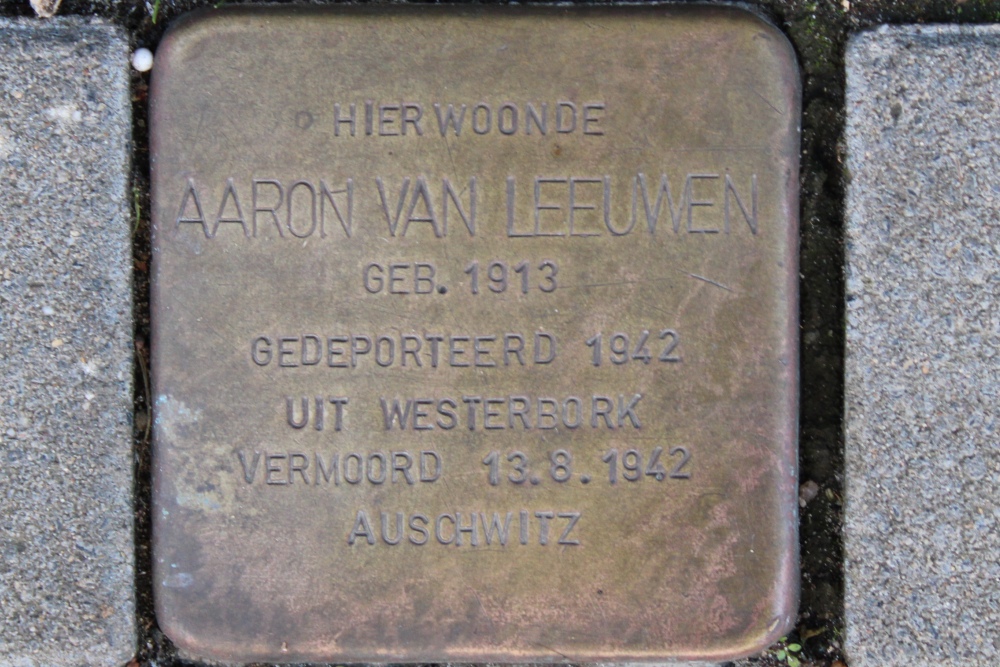 HIER WOONDE
AARON VAN LEEUWEN
GEB. 1913
GEDEPORTEERD 1942
UIT WESTERBORK
VERMOORD 13.8.1942
AUSCHWITZ